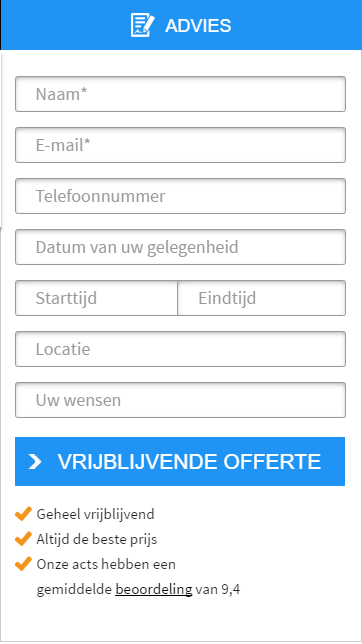 ADVIES
Naam*
E-mail*
Telefoonnummer
Datum van uw gelegenheid
Starttijd Eindtijd
Locatie
Uw wensen
VRIJBLIJVENDE OFFERTE
Geheel vrijblijvend
Altijd de beste prijs
Onze acts hebben een
gemiddelde beoordeling van 9,4